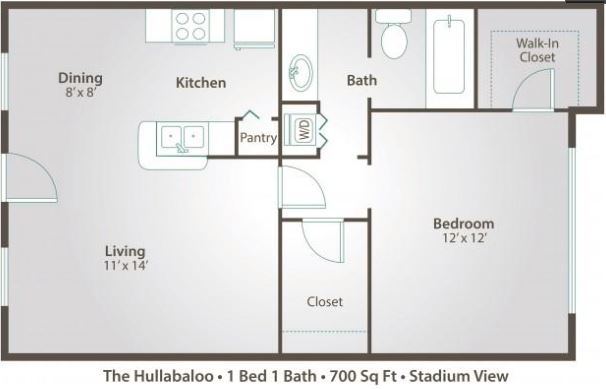 Dining
8' x 8'
Kitchen
Bath
Walk-In
Closet
Pantry
W/D
Living
11' x 14'
Bedroom
12' x 12'
Closet
The Hullabaloo • 1 Bed 1 Bath • 700 Sq Ft • Stadium View